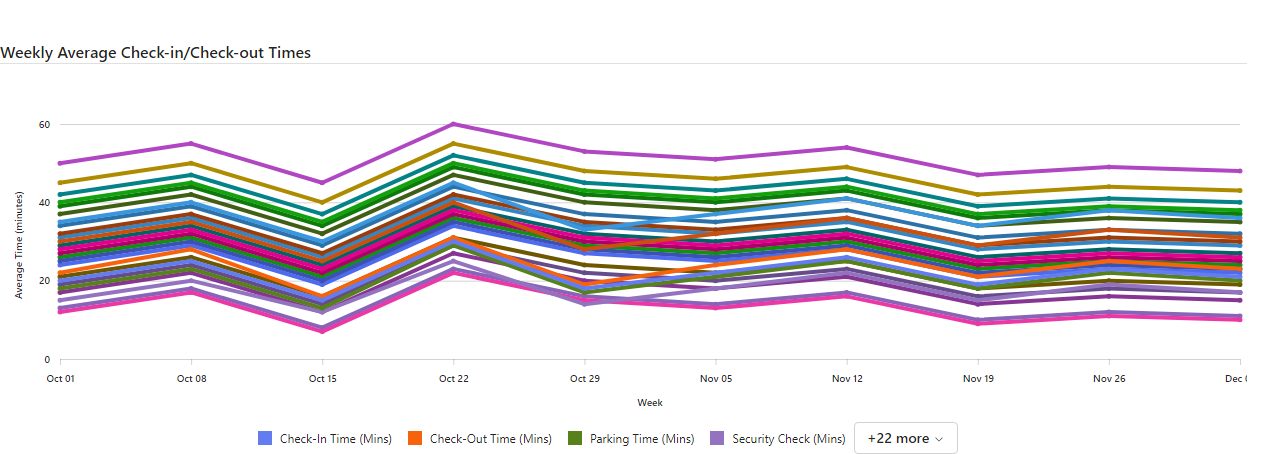 Weekly Average Check-in/Check-out Times
Average Time (minutes)
60
40
20
0
Oct 01 Oct 08 Oct 15 Oct 22 Oct 29 Nov 05 Nov 12 Nov 19 Nov 26 Dec
Week
Check-In Time (Mins) Check-Out Time (Mins) Parking Time (Mins) Security Check (Mins) +22 more